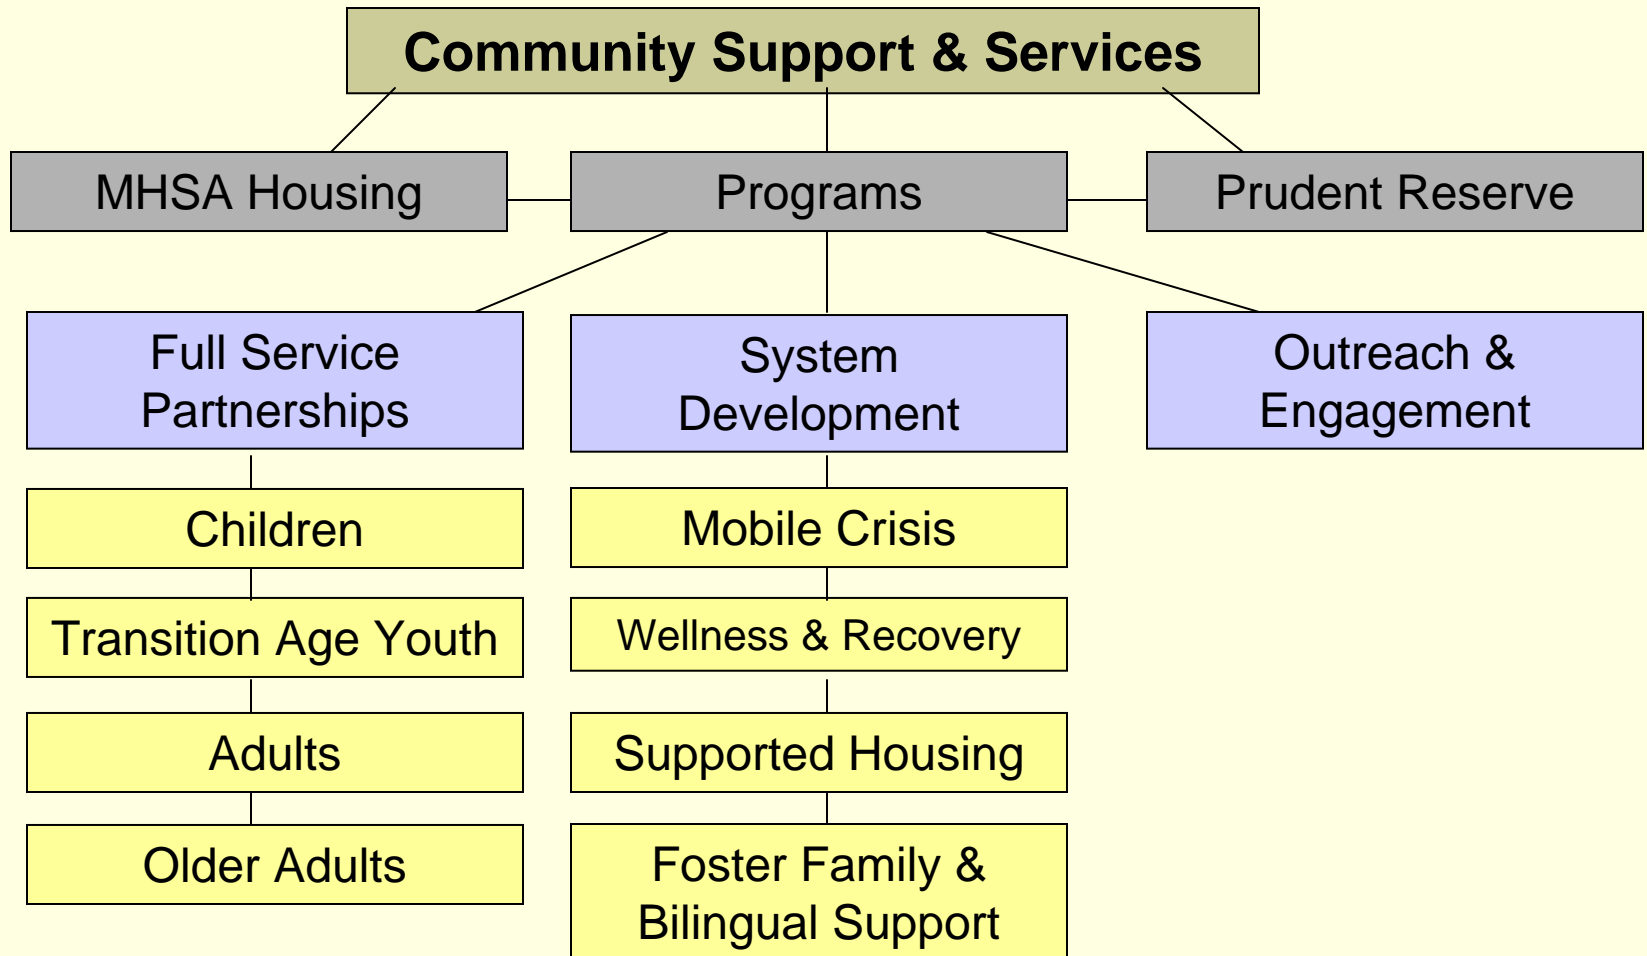 Community Support & Services
MHSA Housing
Programs
Prudent Reserve
Full Service
Partnerships
System
Development
Outreach &
Engagement
Children
Mobile Crisis
Transition Age Youth
Wellness & Recovery
Adults
Supported Housing
Older Adults
Foster Family &
Bilingual Support